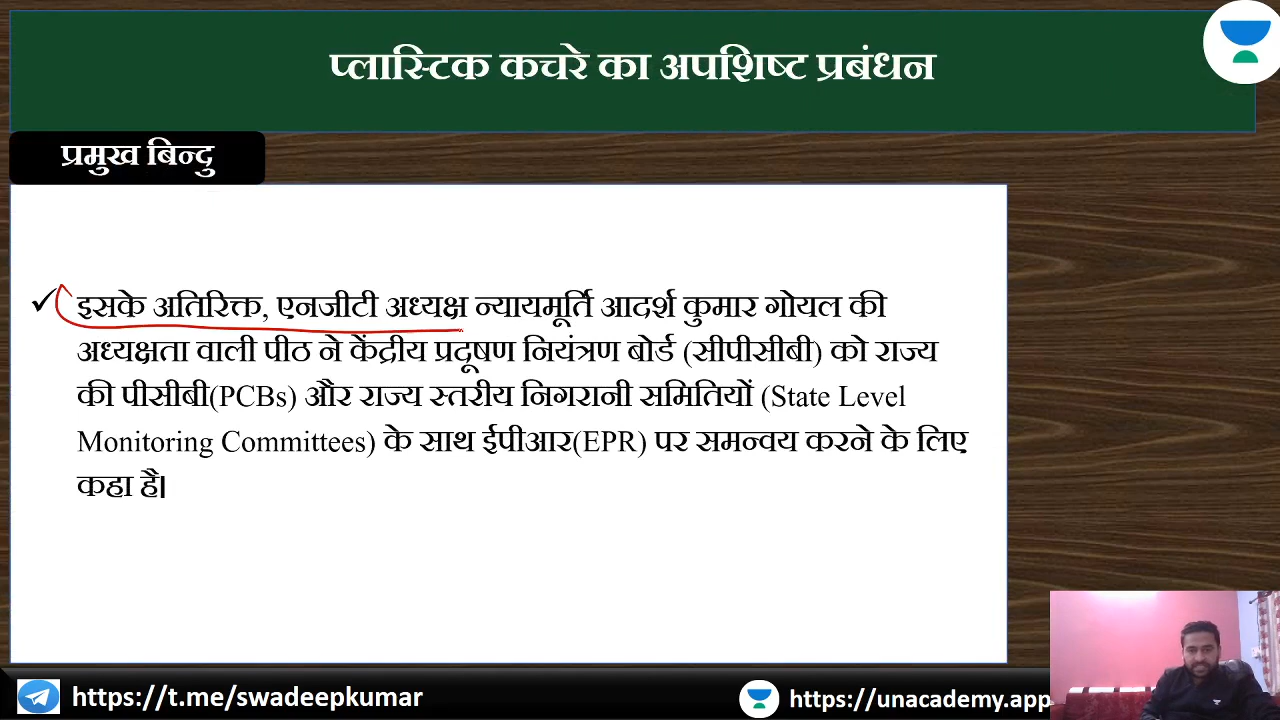 प्लास्टिक कचरे का अपशिष्ट प्रबंधन
प्रमुख बिन्दु
✓ इसके अतिरिक्त, एनजीटी अध्यक्ष न्यायमूर्ति आदर्श कुमार गोयल की
अध्यक्षता वाली पीठ ने केंद्रीय प्रदूषण नियंत्रण बोर्ड (सीपीसीबी) को राज्य
की पीसीबी(PCBs) और राज्य स्तरीय निगरानी समितियों (State Level
Monitoring Committees) के साथ ईपीआर(EPR) पर समन्वय करने के लिए
कहा है।
https://t.me/swadeepkumar
https://unacademy.app